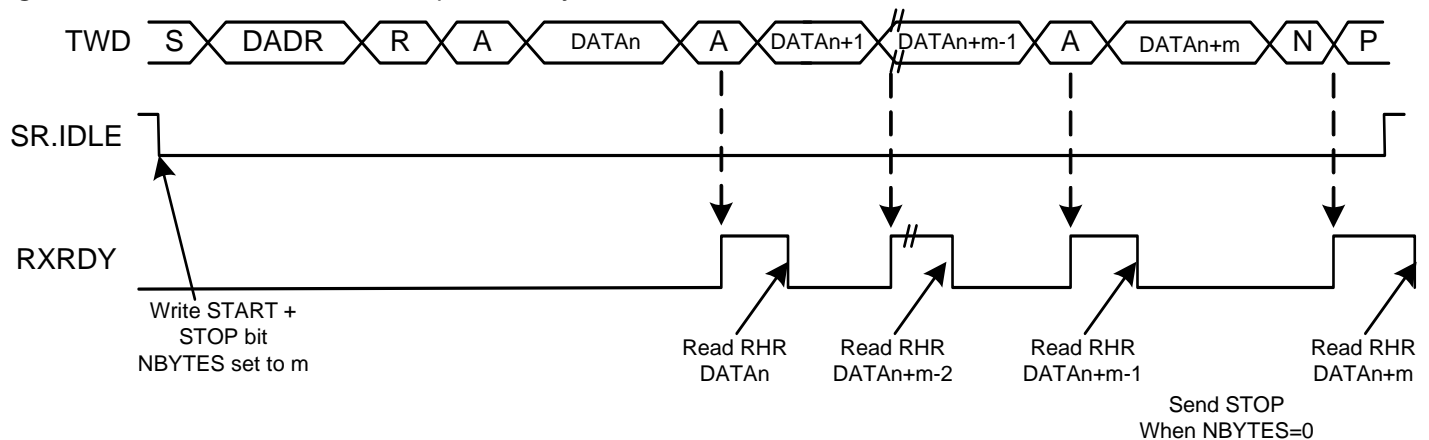 TWD S DADR R A DATAn A DATAn+1 DATAn+m-1 A DATAn+m N P
SR.IDLE
RXRDY
Write START +
STOP bit
NBYTES set to m
Read RHR
DATAn
Read RHR
DATAn+m-2
Read RHR
DATAn+m-1
Read RHR
DATAn+m
Send STOP
When NBYTES=0